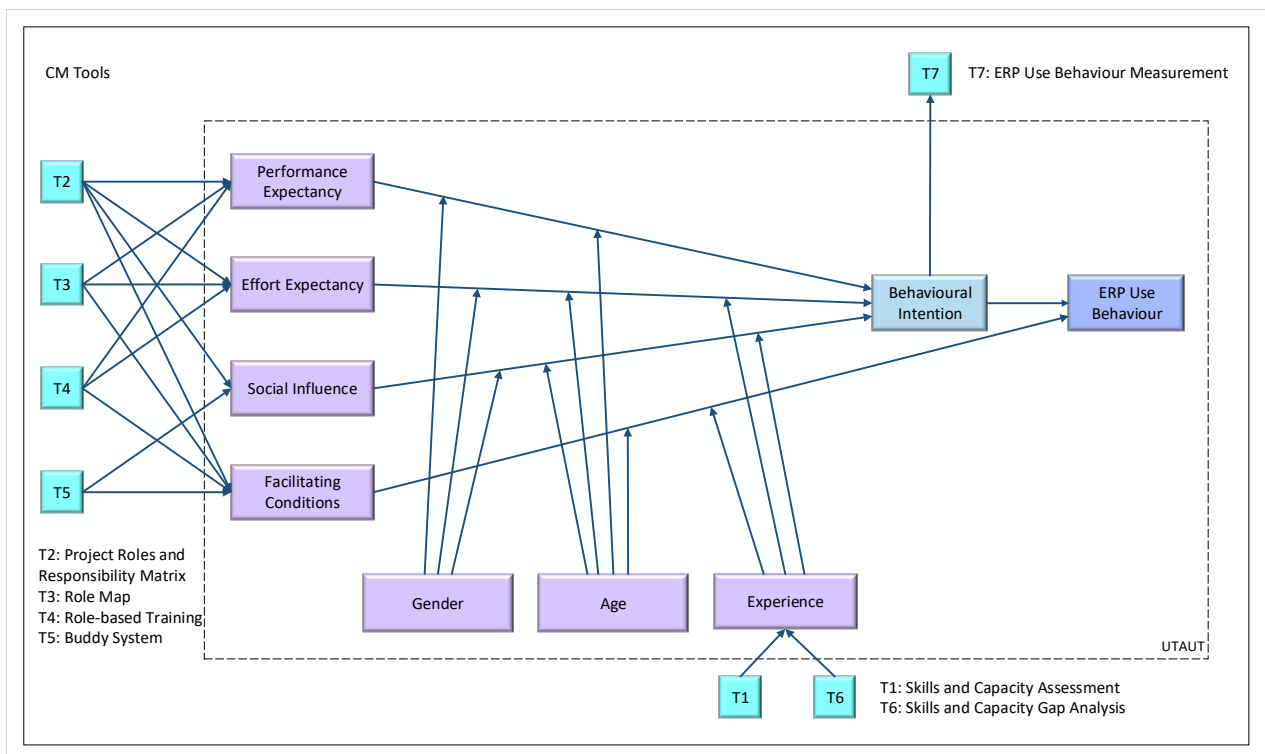 CM Tools
T7
T7: ERP Use Behaviour Measurement
T2
Performance
Expectancy
T3
Effort Expectancy
Behavioural
Intention
ERP Use
Behaviour
T4
Social Influence
T5
Facilitating
Conditions
T2: Project Roles and
Responsibility Matrix
T3: Role Map
T4: Role-based Training
T5: Buddy System
Gender
Age
Experience
UTAUT
T1
T6
T1: Skills and Capacity Assessment
T6: Skills and Capacity Gap Analysis